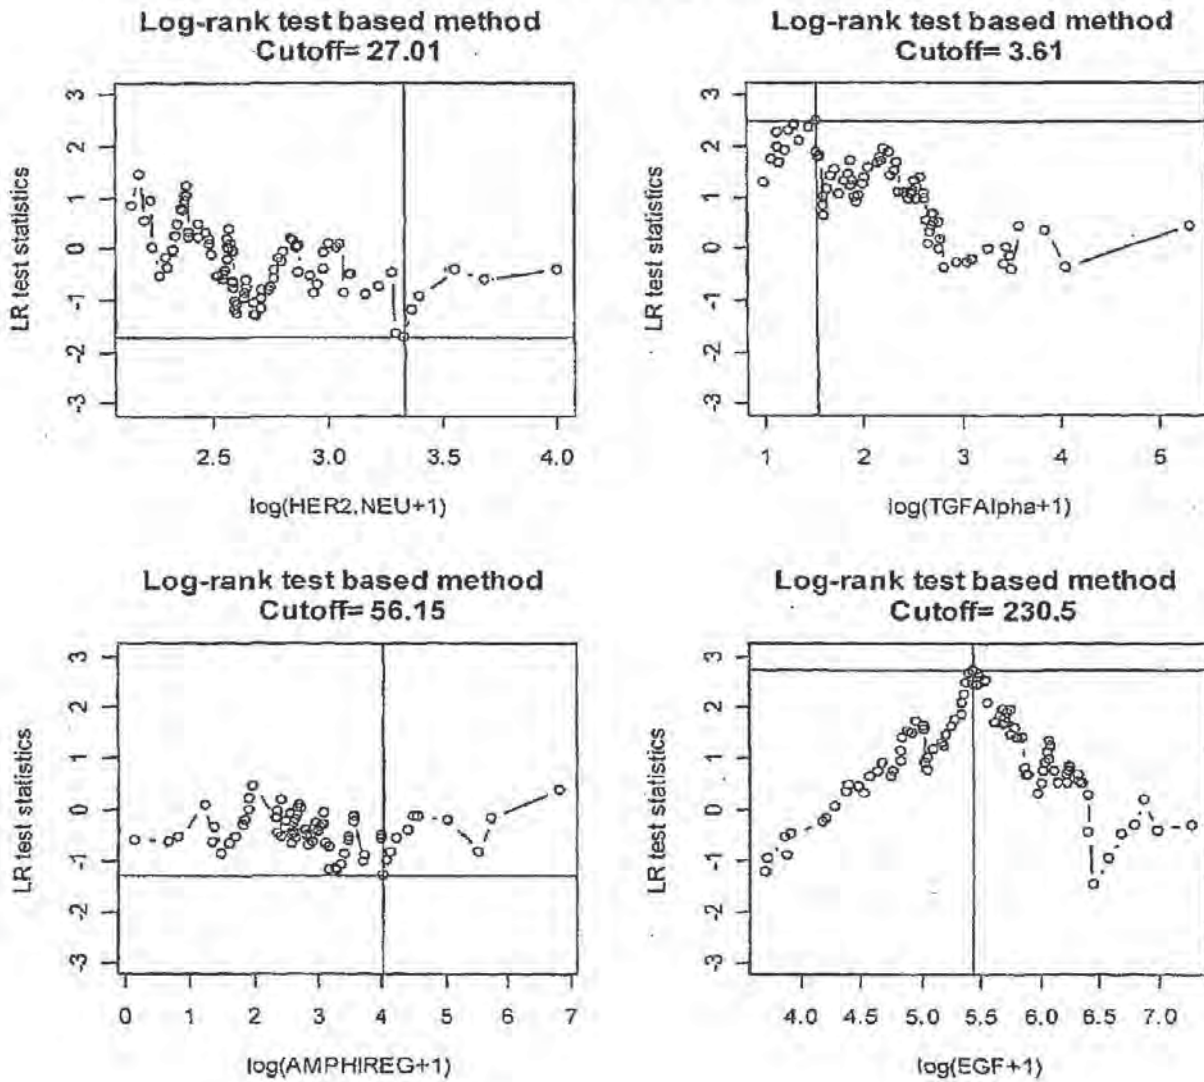 Log-rank test based method
Cutoff= 27.01
LR test statistics
3
2
1
0
-1
-2
-3
2.5 3.0 3.5 4.0
log(HER2.NEU+1)
Log-rank test based method
Cutoff= 3.61
LR test statistics
3
2
1
0
-1
-2
-3
1 2 3 4 5
log(TGFAlpha+1)
Log-rank test based method
Cutoff= 56.15
LR test statistics
3
2
1
0
-1
-2
-3
0 1 2 3 4 5 6 7
log(AMPHIREG+1)
Log-rank test based method
Cutoff= 230.5
LR test statistics
3
2
1
0
-1
-2
-3
4.0 4.5 5.0 5.5 6.0 6.5 7.0
log(EGF+1)